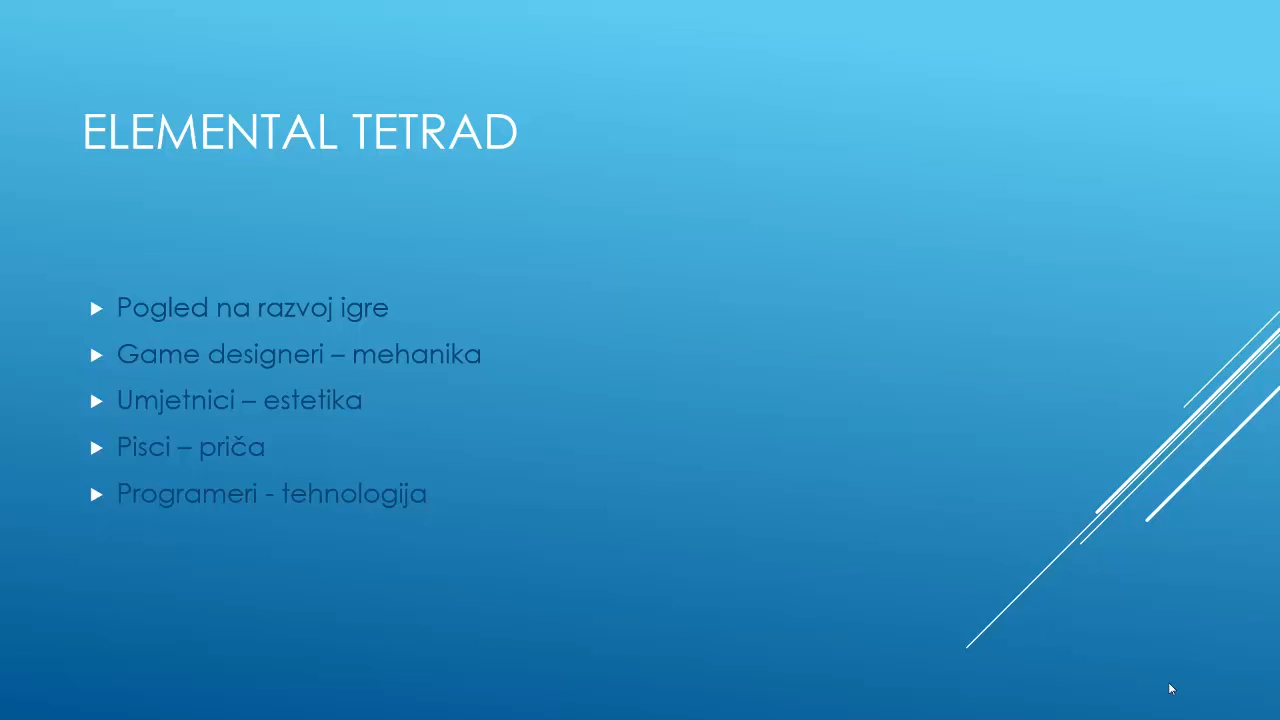 ELEMENTAL TETRAD
Pogled na razvoj igre
Game designeri – mehanika
Umjetnici – estetika
Pisci – priča
Programeri - tehnologija